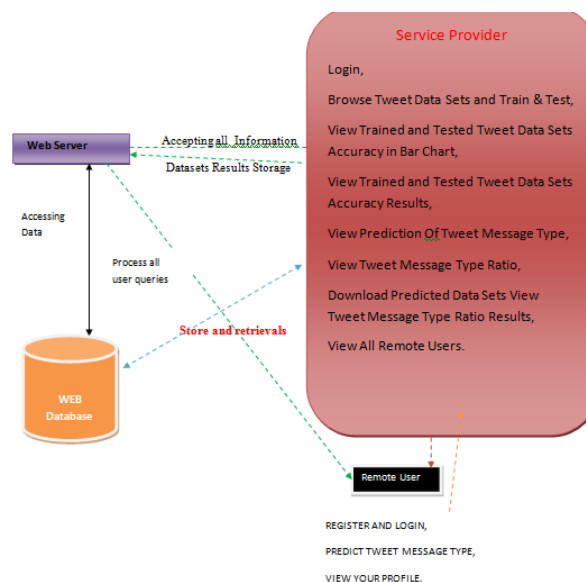 Service Provider
Login,
Browse Tweet Data Sets and Train & Test,
View Trained and Tested Tweet Data Sets
Accuracy in Bar Chart,
View Trained and Tested Tweet Data Sets
Accuracy Results,
View Prediction Of Tweet Message Type,
View Tweet Message Type Ratio,
Download Predicted Data Sets View
Tweet Message Type Ratio Results,
View All Remote Users.
Web Server
Accepting all Information
Datasets Results Storage
Accessing
Data
Process all
user queries
Store and retrievals
WEB
Database
Remote User
REGISTER AND LOGIN,
PREDICT TWEET MESSAGE TYPE,
VIEW YOUR PROFILE.